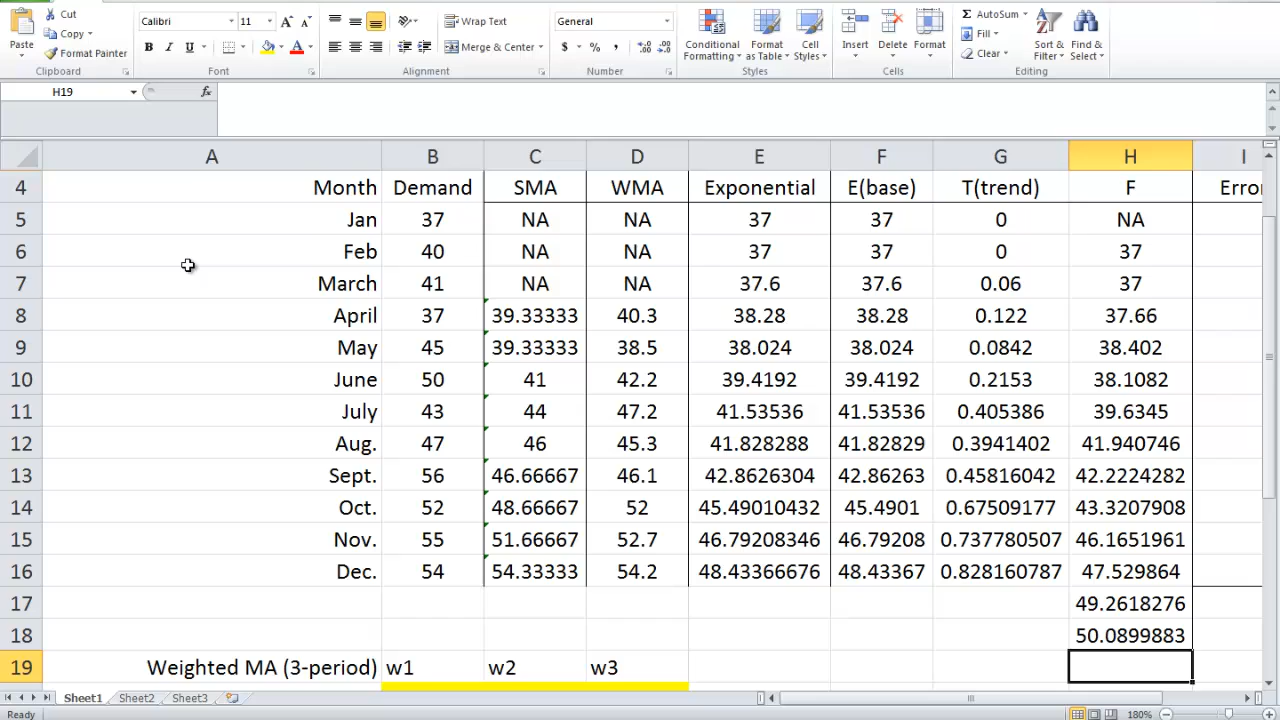 Cut
Calibri 11 A A Wrap Text General AutoSum
Copy Fill
Paste Format Painter B I U A Merge & Center $ % , Conditional Formatting Format as Table Cell Styles Insert Delete Format Clear Sort & Filter Find & Select
Clipboard Font Alignment Number Styles Cells Editing
H19 fx
A B C D E F G H I
4 Month Demand SMA WMA Exponential E(base) T(trend) F Erro
5 Jan 37 NA NA 37 37 0 NA
6 Feb 40 NA NA 37 37 0 37
7 March 41 NA NA 37.6 37.6 0.06 37
8 April 37 39.33333 40.3 38.28 38.28 0.122 37.66
9 May 45 39.33333 38.5 38.024 38.024 0.0842 38.402
10 June 50 41 42.2 39.4192 39.4192 0.2153 38.1082
11 July 43 44 47.2 41.53536 41.53536 0.405386 39.6345
12 Aug. 47 46 45.3 41.828288 41.82829 0.3941402 41.940746
13 Sept. 56 46.66667 46.1 42.8626304 42.86263 0.45816042 42.2224282
14 Oct. 52 48.66667 52 45.49010432 45.4901 0.67509177 43.3207908
15 Nov. 55 51.66667 52.7 46.79208346 46.79208 0.737780507 46.1651961
16 Dec. 54 54.33333 54.2 48.43366676 48.43367 0.828160787 47.529864
17 49.2618276
18 50.0899883
19 Weighted MA (3-period) w1 w2 w3
Sheet1 Sheet2 Sheet3
Ready 180%